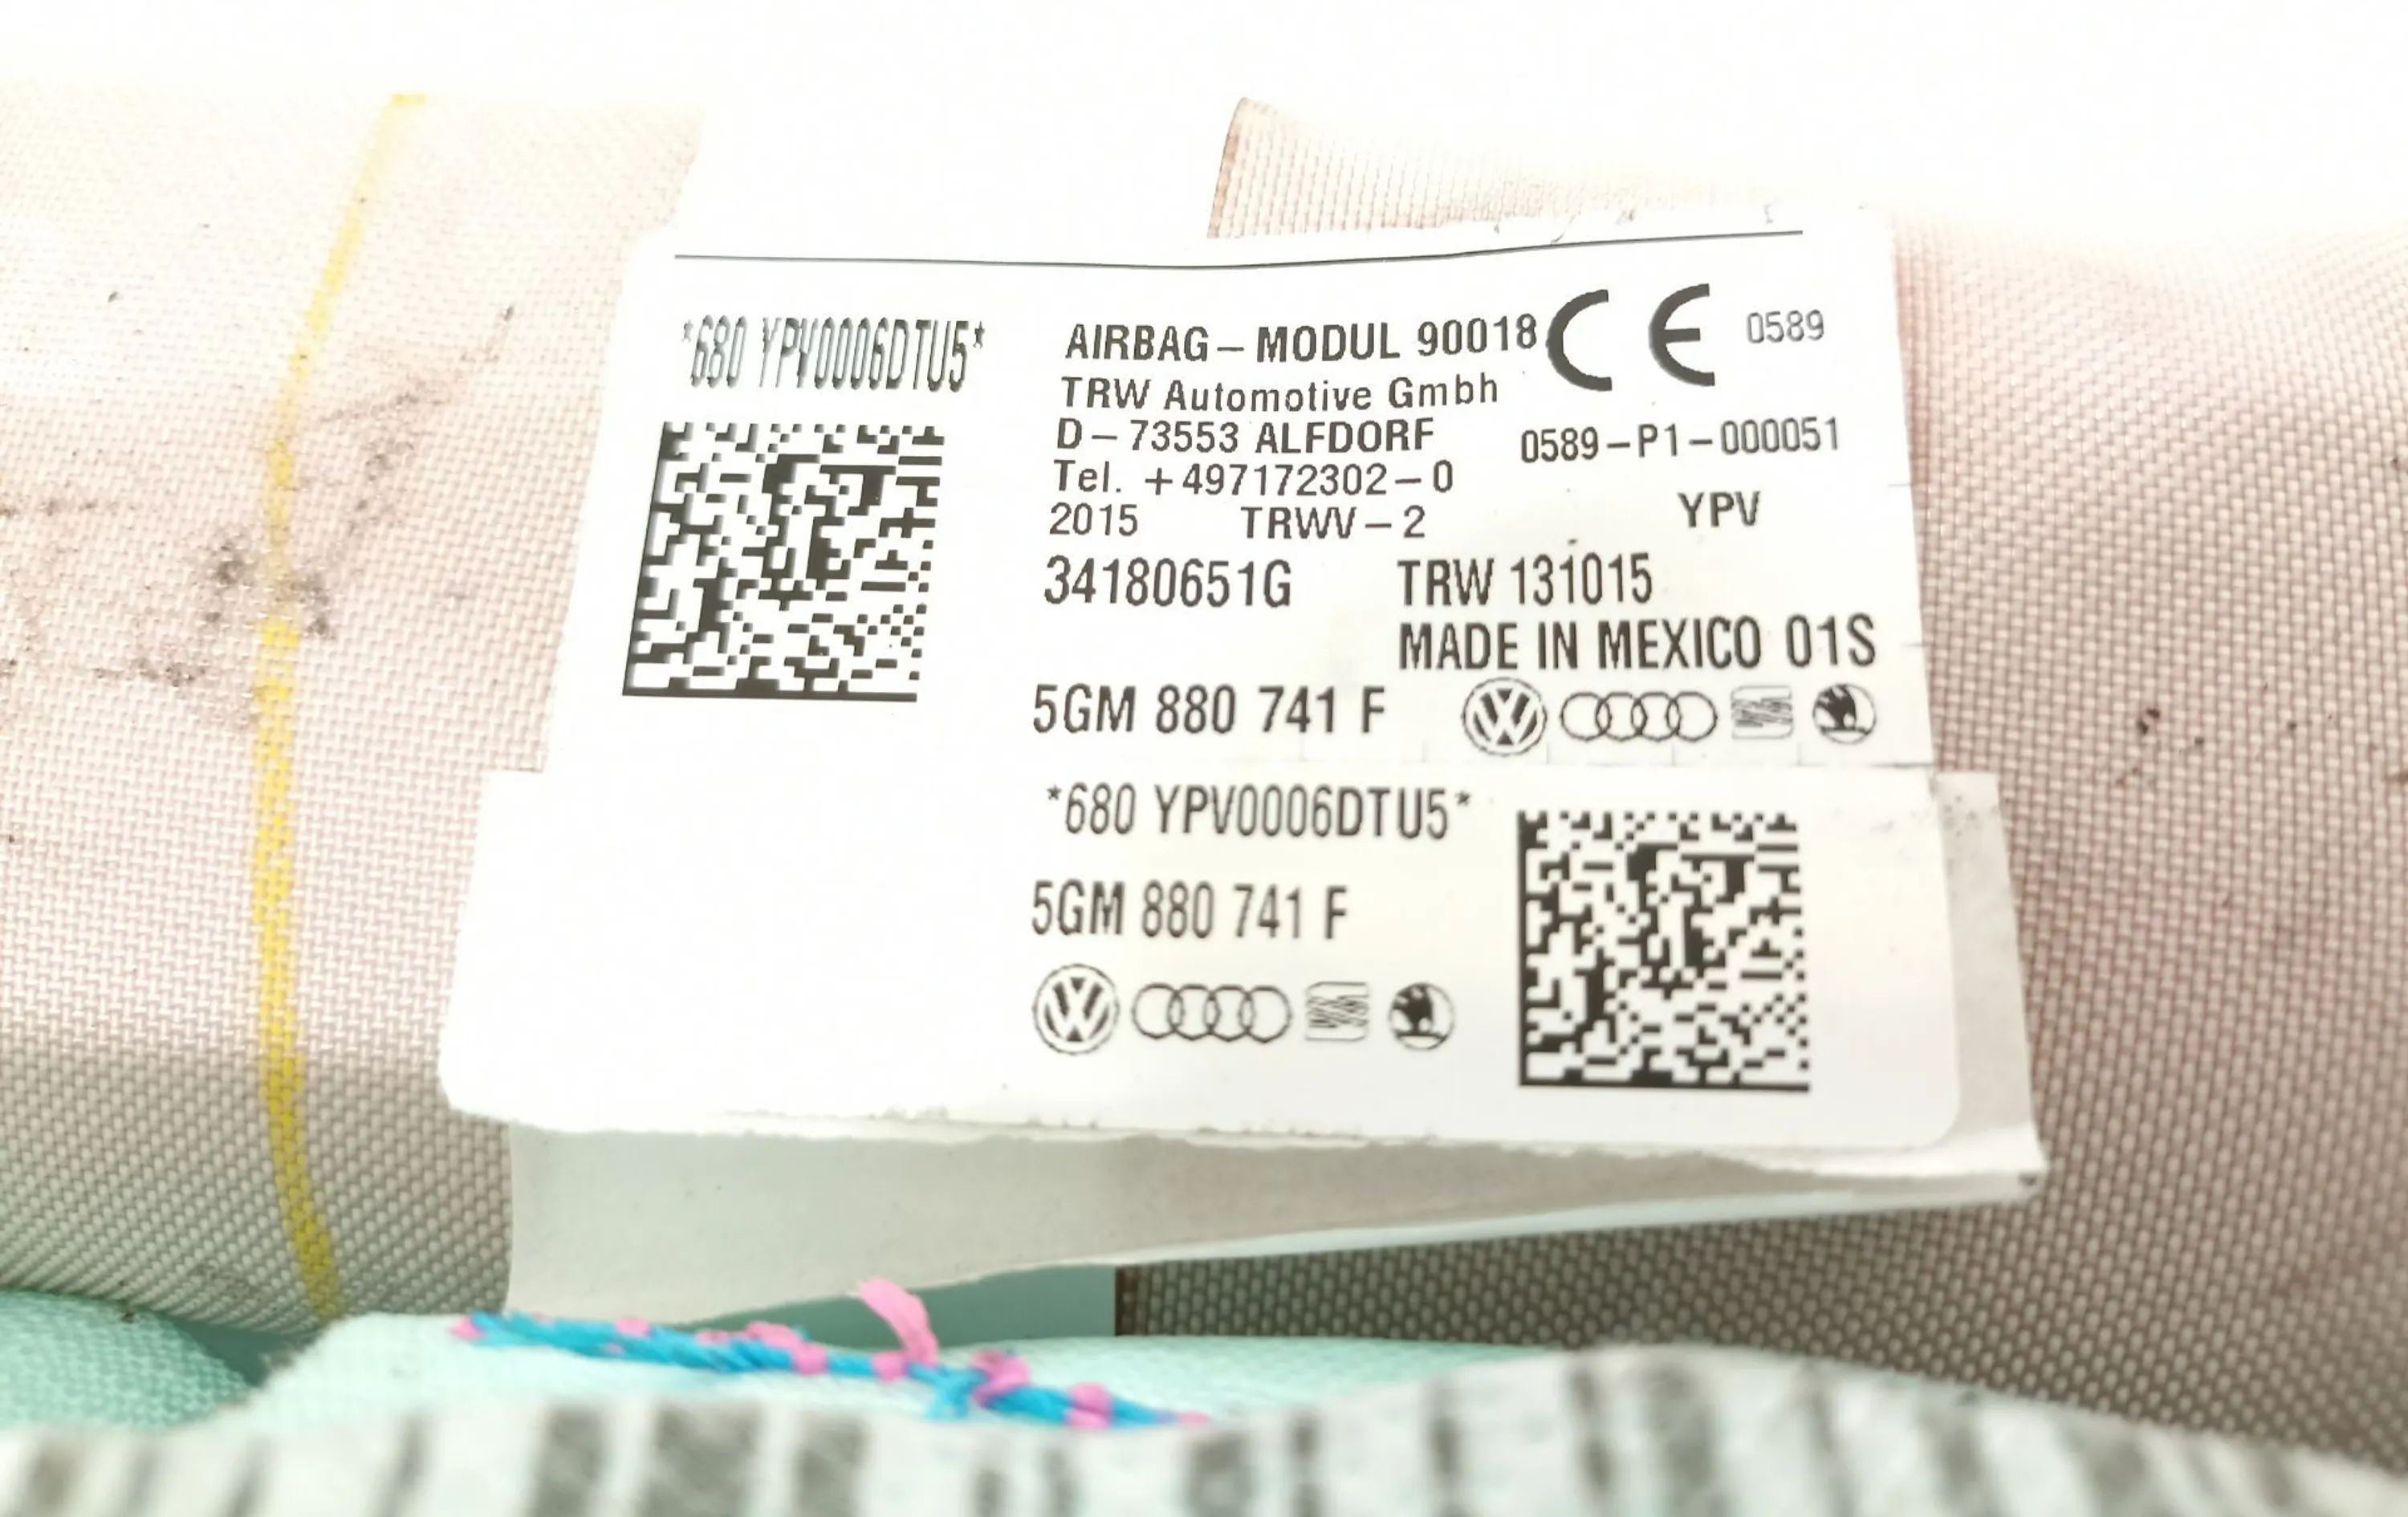 *680 YPV0006DTU5*
AIRBAG – MODUL 90018 CE 0589
TRW Automotive Gmbh
D – 73553 ALFDORF 0589 – P1 – 000051
Tel. +497172302 – 0
2015 TRWV – 2 YPV
34180651G TRW 131015
MADE IN MEXICO 01S
5GM 880 741 F
*680 YPV0006DTU5*
5GM 880 741 F